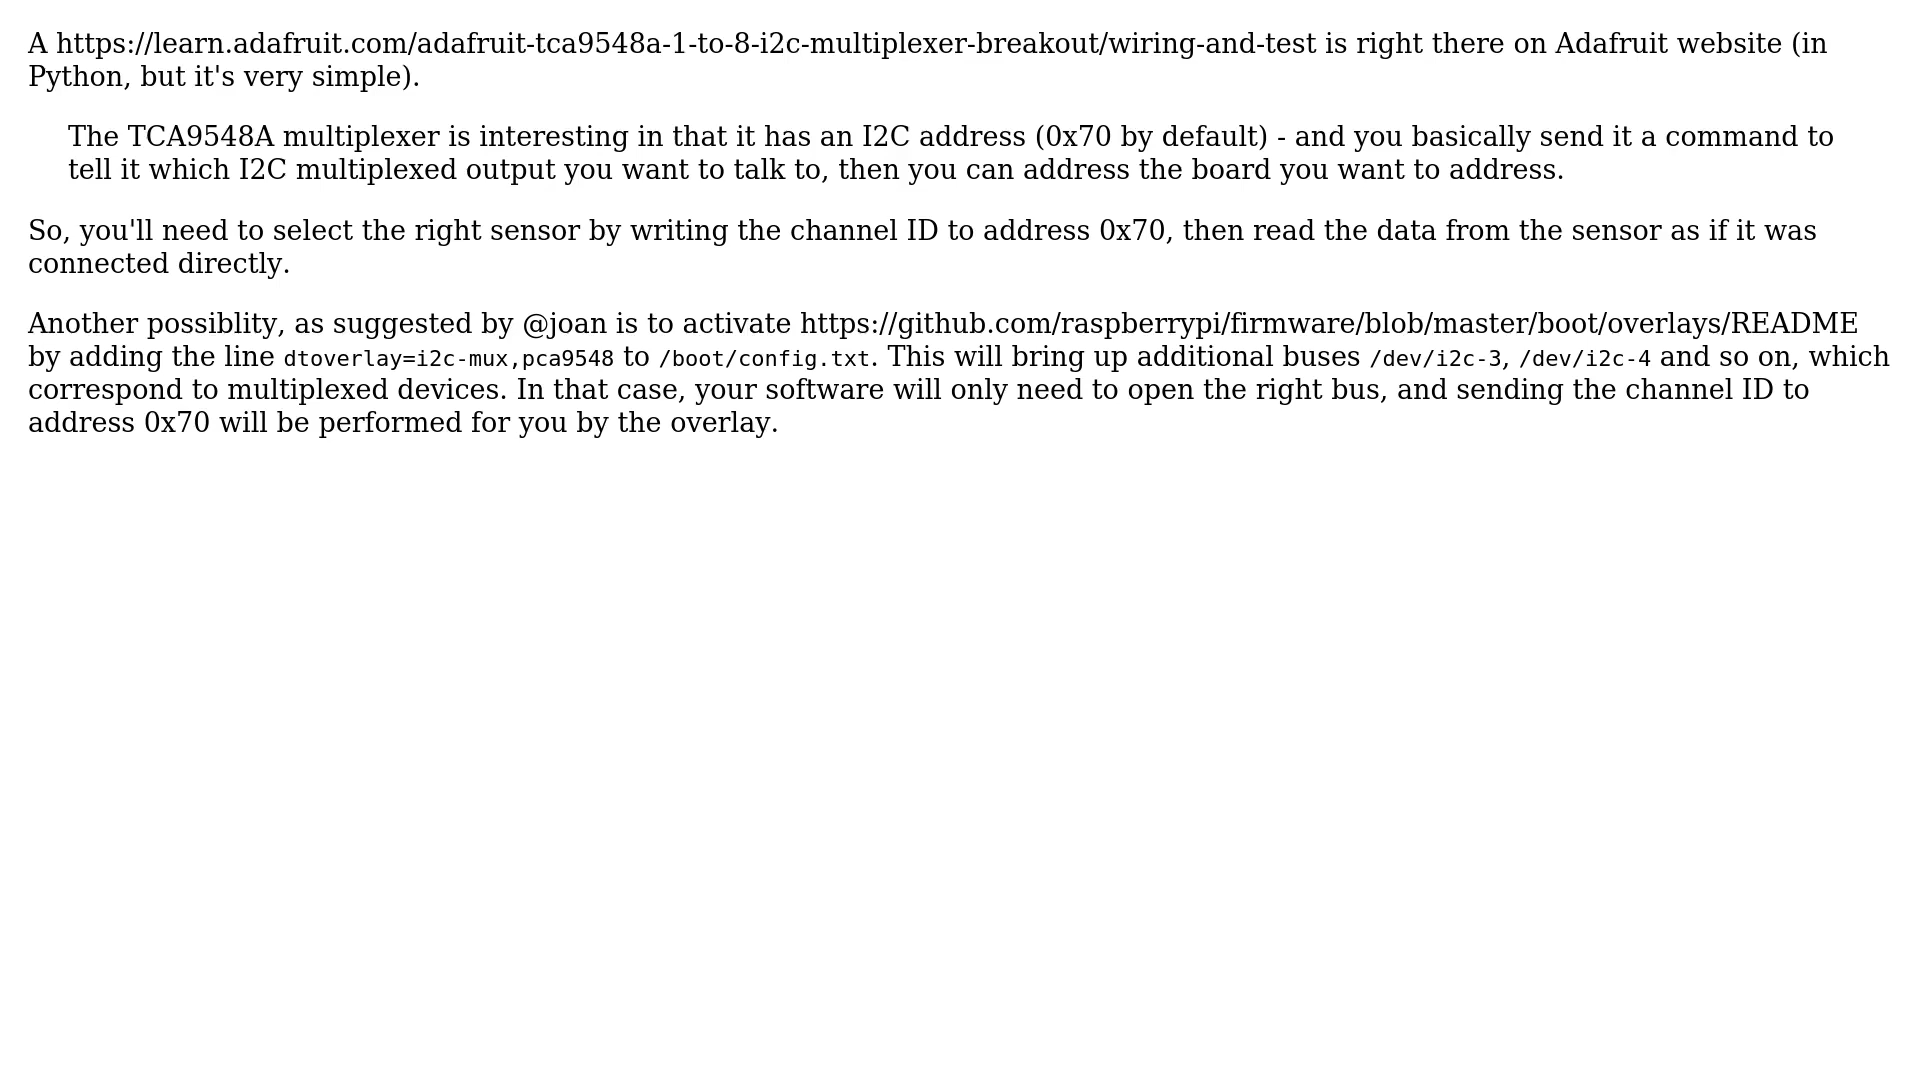 A https://learn.adafruit.com/adafruit-tca9548a-1-to-8-i2c-multiplexer-breakout/wiring-and-test is right there on Adafruit website (in
Python, but it's very simple).
The TCA9548A multiplexer is interesting in that it has an I2C address (0x70 by default) - and you basically send it a command to
tell it which I2C multiplexed output you want to talk to, then you can address the board you want to address.
So, you'll need to select the right sensor by writing the channel ID to address 0x70, then read the data from the sensor as if it was
connected directly.
Another possiblity, as suggested by @joan is to activate https://github.com/raspberrypi/firmware/blob/master/boot/overlays/README
by adding the line dtoverlay=i2c-mux,pca9548 to /boot/config.txt. This will bring up additional buses /dev/i2c-3, /dev/i2c-4 and so on, which
correspond to multiplexed devices. In that case, your software will only need to open the right bus, and sending the channel ID to
address 0x70 will be performed for you by the overlay.